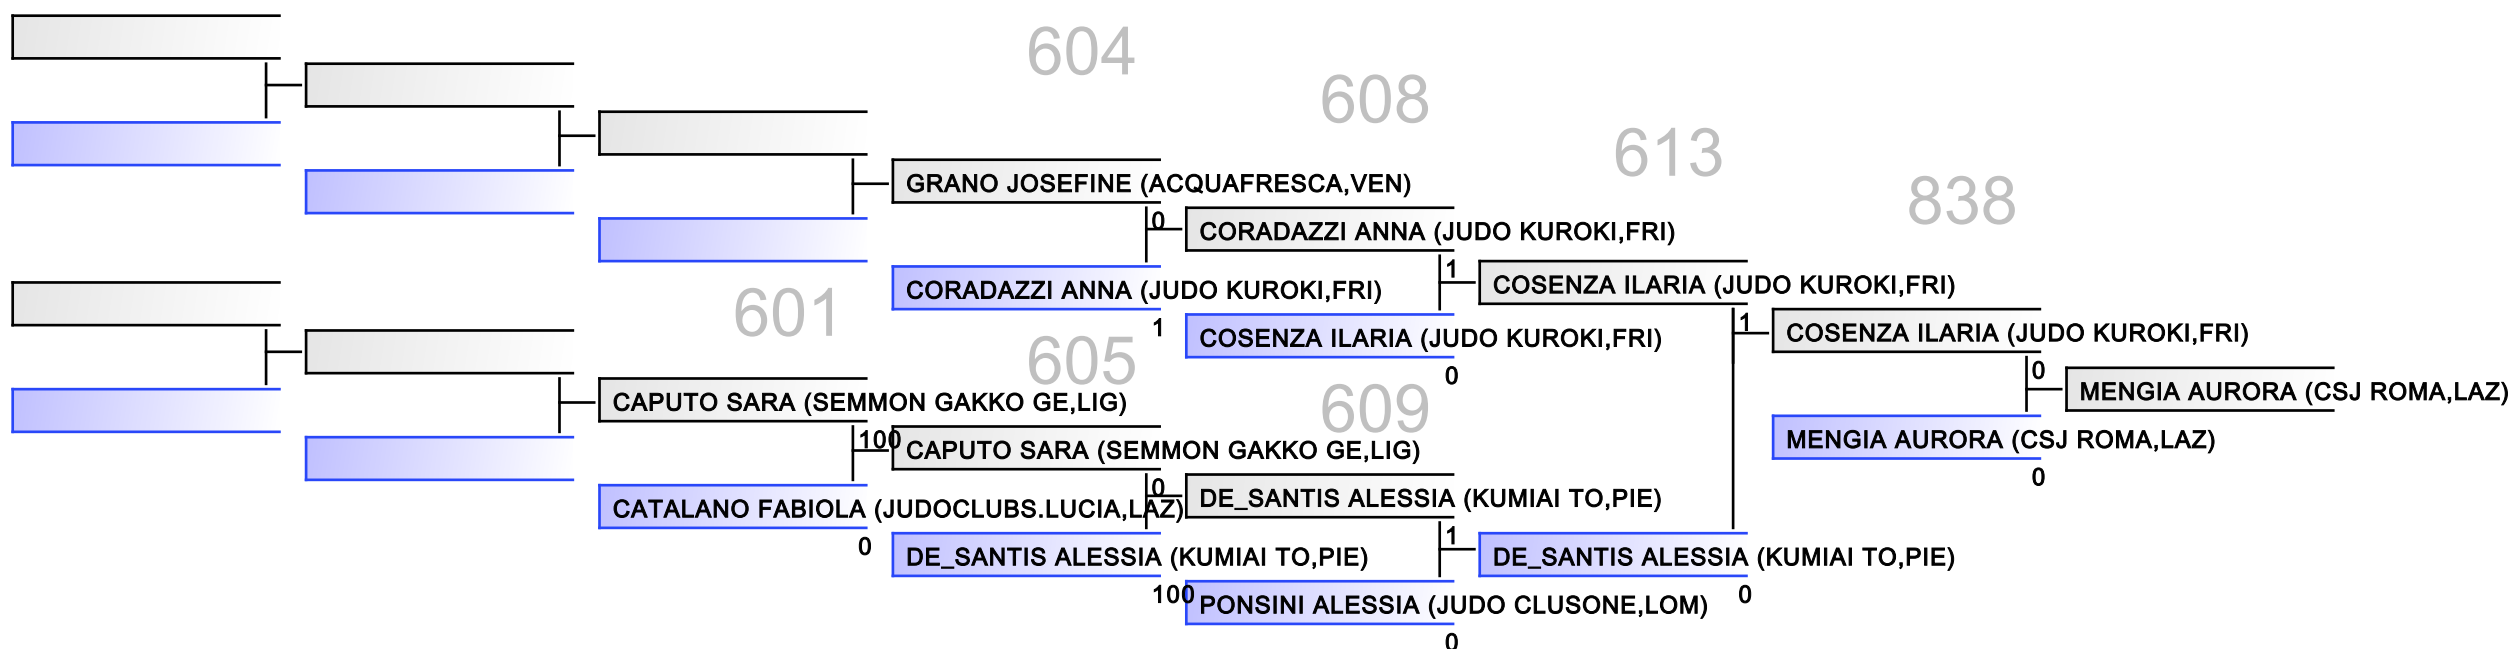 604
608
613
838
GRANO JOSEFINE (ACQUAFRESCA,VEN)
0
CORADAZZI ANNA (JUDO KUROKI,FRI)
1
CORADAZZI ANNA (JUDO KUROKI,FRI)
1
COSENZA ILARIA (JUDO KUROKI,FRI)
1
COSENZA ILARIA (JUDO KUROKI,FRI)
0
COSENZA ILARIA (JUDO KUROKI,FRI)
0
601
605
609
MENGIA AURORA (CSJ ROMA,LAZ)
CAPUTO SARA (SEMMON GAKKO GE,LIG)
100
CAPUTO SARA (SEMMON GAKKO GE,LIG)
0
MENGIA AURORA (CSJ ROMA,LAZ)
0
CATALANO FABIOLA (JUDOCLUBS.LUCIA,LAZ)
0
DE_SANTIS ALESSIA (KUMIAI TO,PIE)
1
DE_SANTIS ALESSIA (KUMIAI TO,PIE)
100
DE_SANTIS ALESSIA (KUMIAI TO,PIE)
0
PONSINI ALESSIA (JUDO CLUSONE,LOM)
0